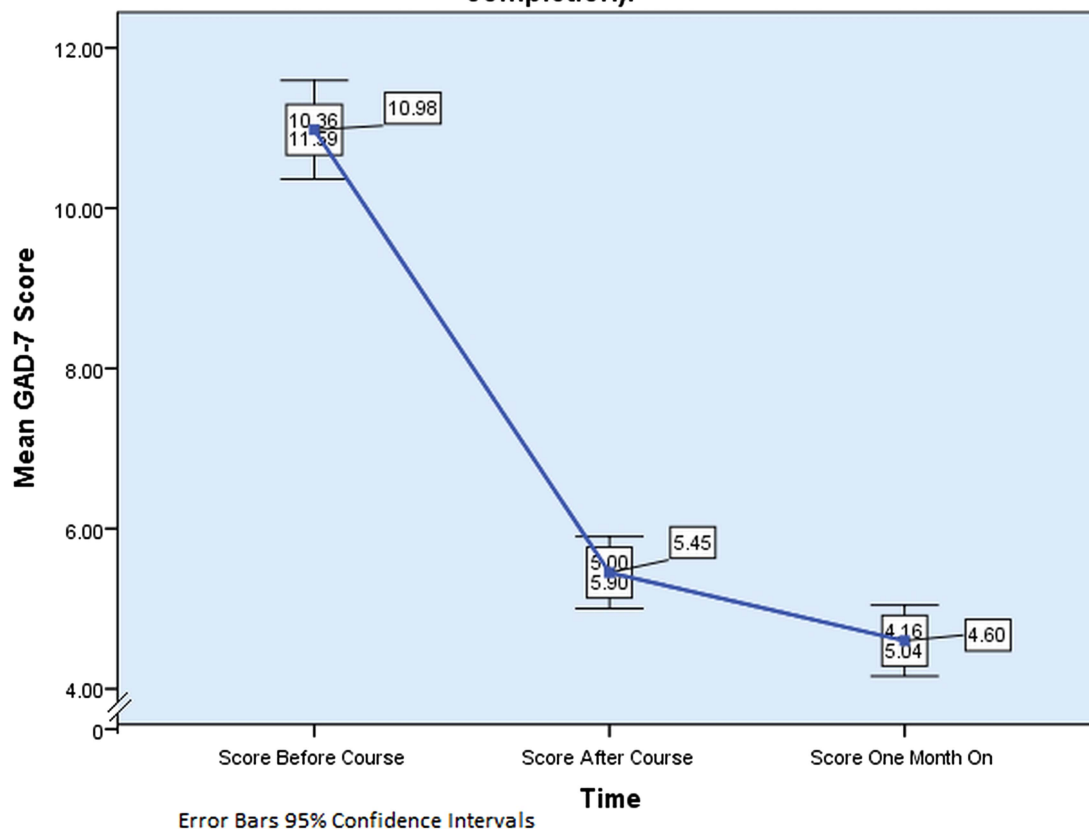 12.00
10.00
8.00
6.00
4.00
0
Mean GAD-7 Score
10.36
11.59
10.98
5.00
5.90
5.45
4.16
5.04
4.60
Score Before Course
Score After Course
Score One Month On
Time
Error Bars 95% Confidence Intervals